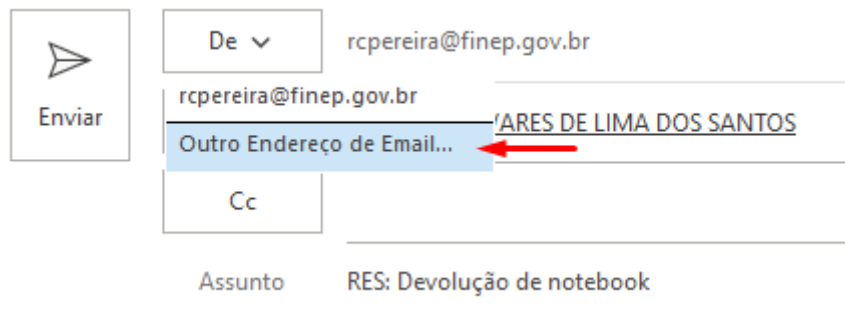 De rcpereira@finep.gov.br
Enviar
rcpereira@finep.gov.br
DE LIMA DOS SANTOS
Outro Endereço de Email...
Cc
Assunto RES: Devolução de notebook